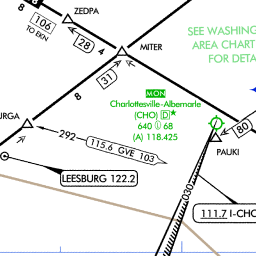 ZEDPA
8
106
TO EKN
28
4
MITER
SEE WASHING
AREA CHART
FOR DETA
31
8
MON
Charlottesville-Albemarle
(CHO) D★
640 68
(A) 118.425
URGA
292
115.6 GVE 103
80
PAUKI
LEESBURG 122.2
030
111.7 I-CHO
8